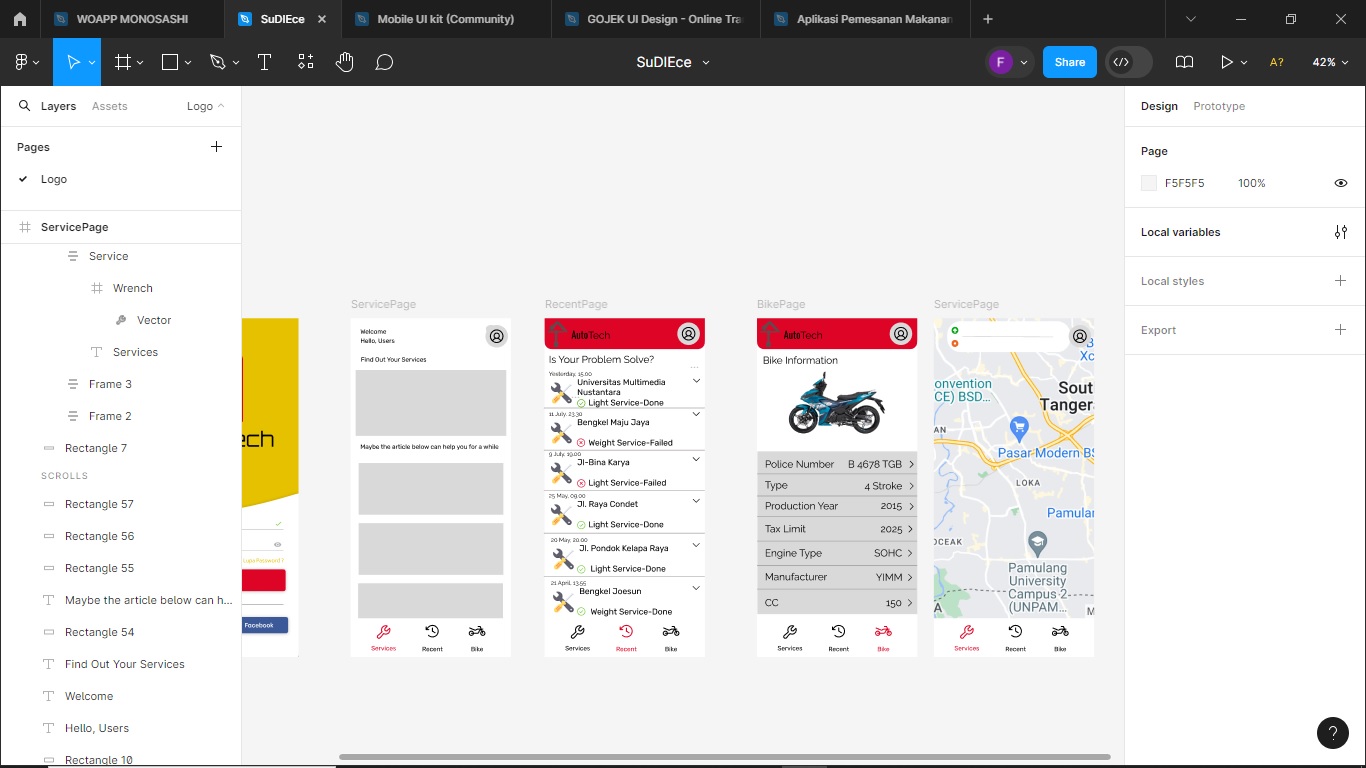 WOAPP MONOSASHI
SuDIEce
Mobile UI kit (Community)
GOJEK UI Design - Online Tra
Aplikasi Pemesanan Makanan
SuDIEce
F
Share
A?
42%
Layers
Assets
Logo
Pages
Logo
ServicePage
Service
Wrench
Vector
Services
Frame 3
Frame 2
Rectangle 7
SCROLLS
Rectangle 57
Rectangle 56
Rectangle 55
Maybe the article below can h...
Rectangle 54
Find Out Your Services
Welcome
Hello, Users
Rectangle 10
ech
Lupa Password?
Facebook
ServicePage
Welcome
Hello, Users
Find Out Your Services
Maybe the article below can help you for a while
Services
Recent
Bike
RecentPage
AutoTech
Is Your Problem Solve?
Yesterday, 15.00
Universitas Multimedia
Nustantara
Light Service-Done
11 July, 23.30
Bengkel Maju Jaya
Weight Service-Failed
9 July, 19.00
Jl-Bina Karya
Light Service-Failed
25 May, 09.00
Jl. Raya Condet
Light Service-Done
20 May, 20.00
Jl. Pondok Kelapa Raya
Light Service-Done
21 April, 13.55
Bengkel Joesun
Weight Service-Done
Services
Recent
Bike
BikePage
AutoTech
Bike Information
Police Number B 4678 TGB
Type 4 Stroke
Production Year 2015
Tax Limit 2025
Engine Type SOHC
Manufacturer YIMM
CC 150
Services
Recent
Bike
ServicePage
B
Xc
onvention
CE) BSD...
Sout
Tangera
AN
Pasar Modern BS
LOKA
Pamular
OCEAK
Pamulang
University
Campus 2-
(UNPAM...
A
M
Services
Recent
Bike
Design
Prototype
Page
F5F5F5
100%
Local variables
Local styles
Export
?